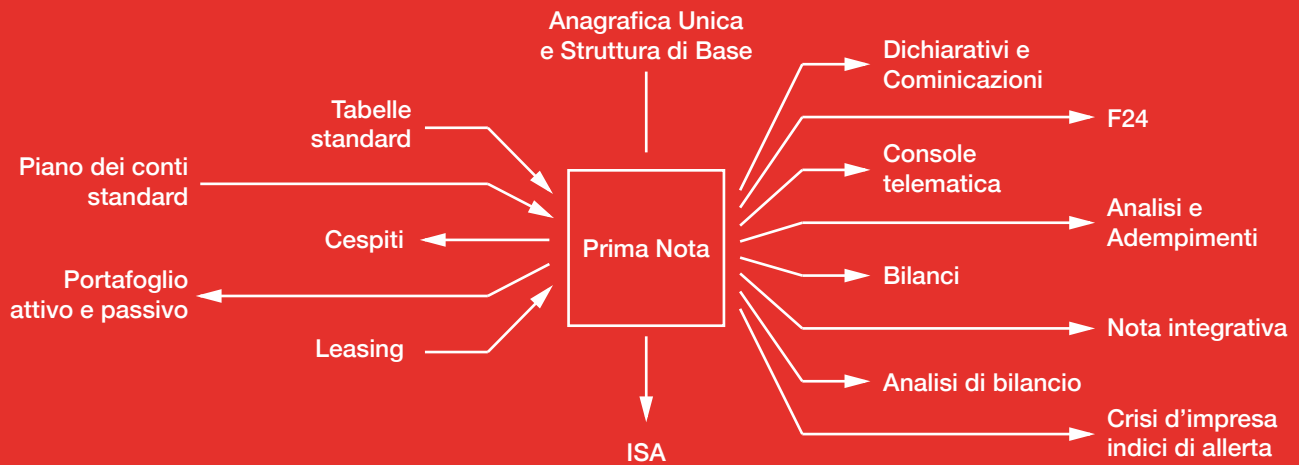 Anagrafica Unica
e Struttura di Base
Tabelle
standard
Piano dei conti
standard
Cespiti
Portafoglio
attivo e passivo
Leasing
Prima Nota
ISA
Dichiarativi e
Cominicazioni
F24
Console
telematica
Analisi e
Adempimenti
Bilanci
Nota integrativa
Analisi di bilancio
Crisi d’impresa
indici di allerta